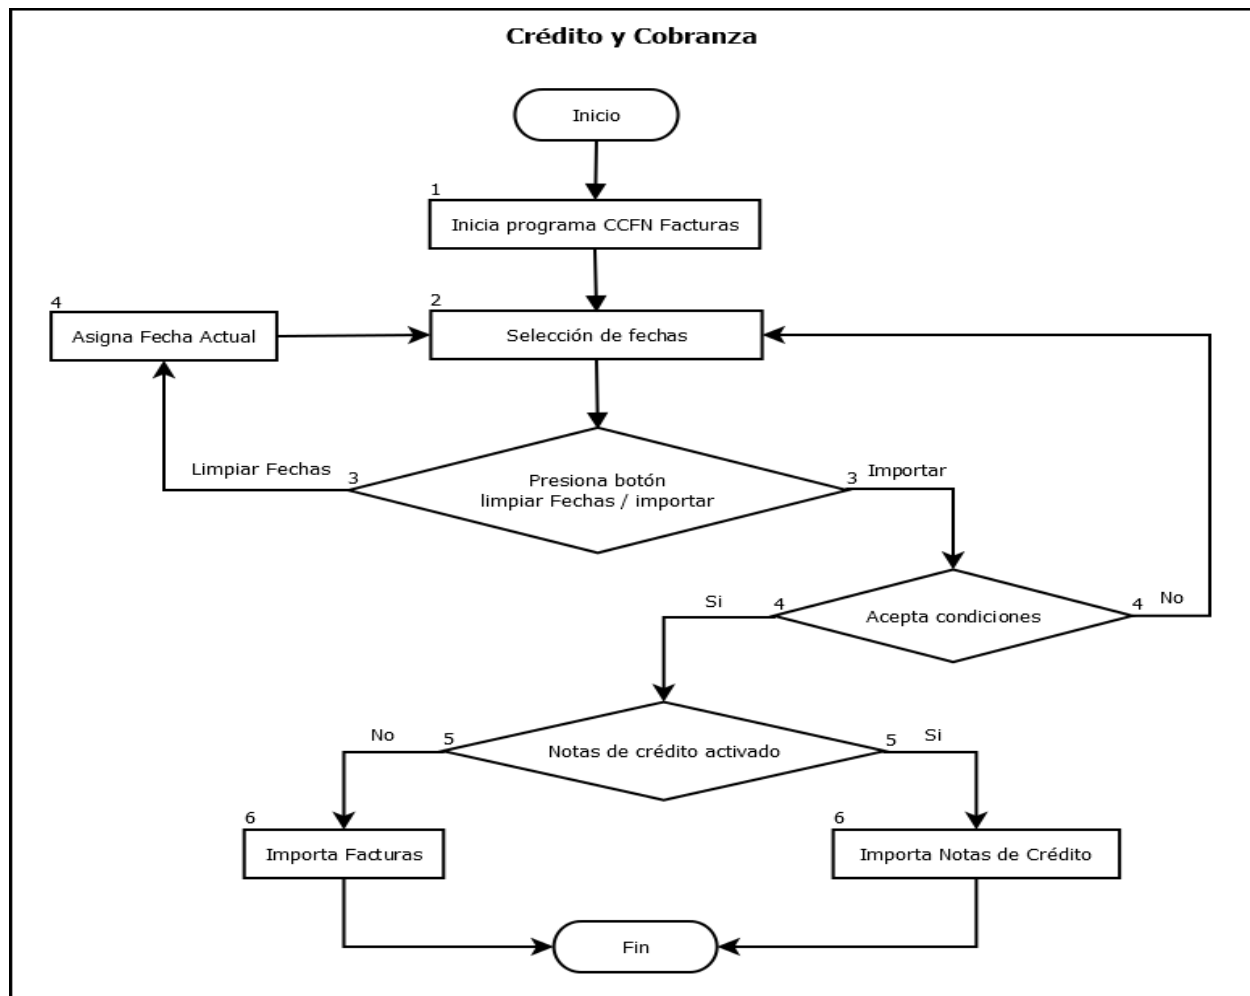 Crédito y Cobranza
Inicio
1
Inicia programa CCFN Facturas
4
2
Asigna Fecha Actual
Selección de fechas
Limpiar Fechas
3
Presiona botón
limpiar Fechas / importar
3
Importar
Si
4
Acepta condiciones
4
No
No
5
Notas de crédito activado
5
Si
6
Importa Facturas
6
Importa Notas de Crédito
Fin